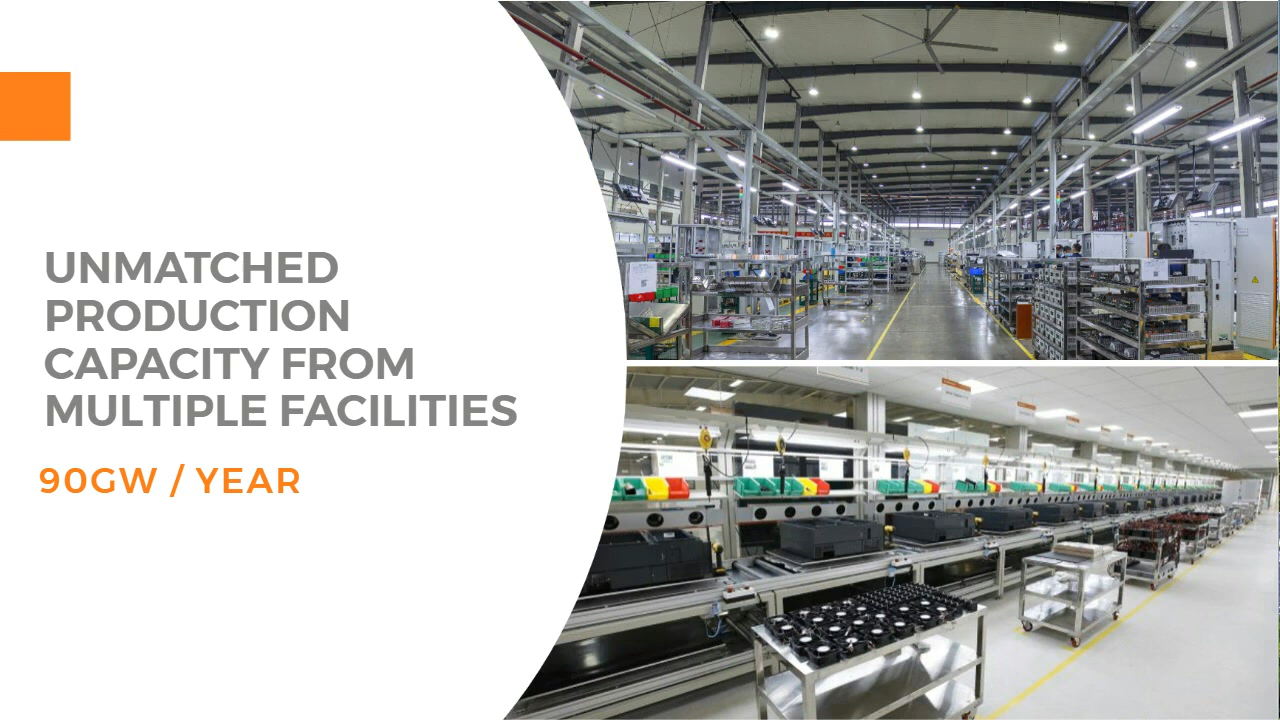 UNMATCHED
PRODUCTION
CAPACITY FROM
MULTIPLE FACILITIES
90GW / YEAR